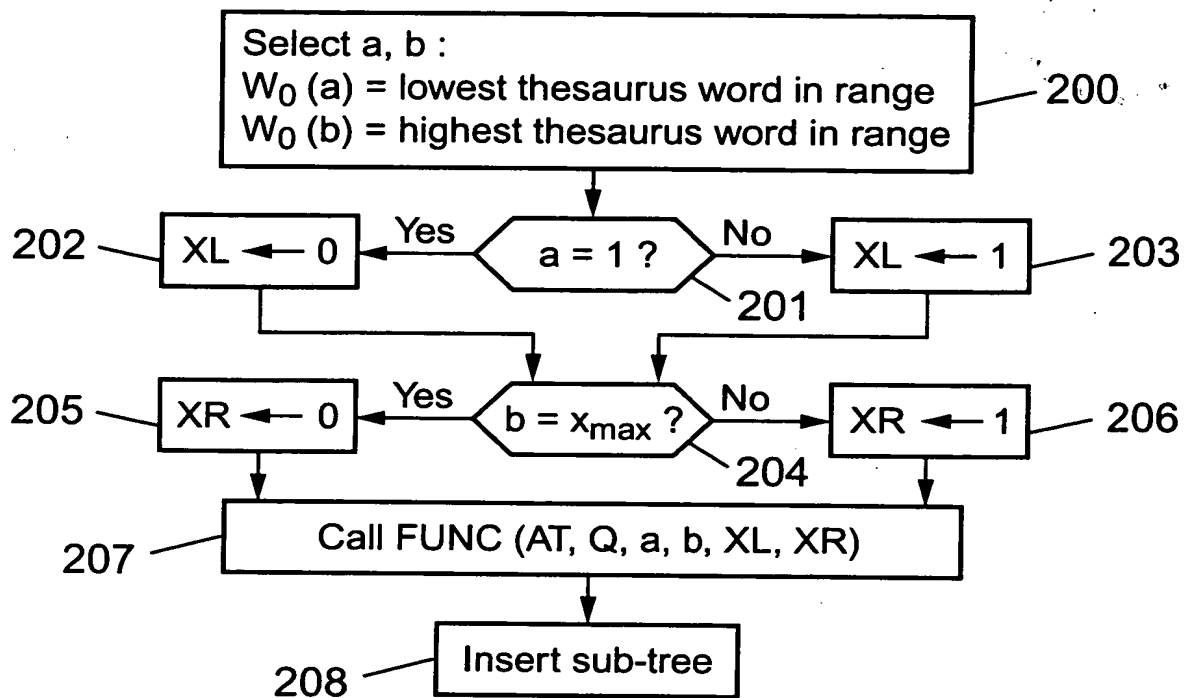 Select a, b :
W0 (a) = lowest thesaurus word in range
W0 (b) = highest thesaurus word in range
200
202
XL ← 0
Yes
a = 1 ?
No
XL ← 1
203
201
205
XR ← 0
Yes
b = xmax ?
No
XR ← 1
206
204
207
Call FUNC (AT, Q, a, b, XL, XR)
208
Insert sub-tree